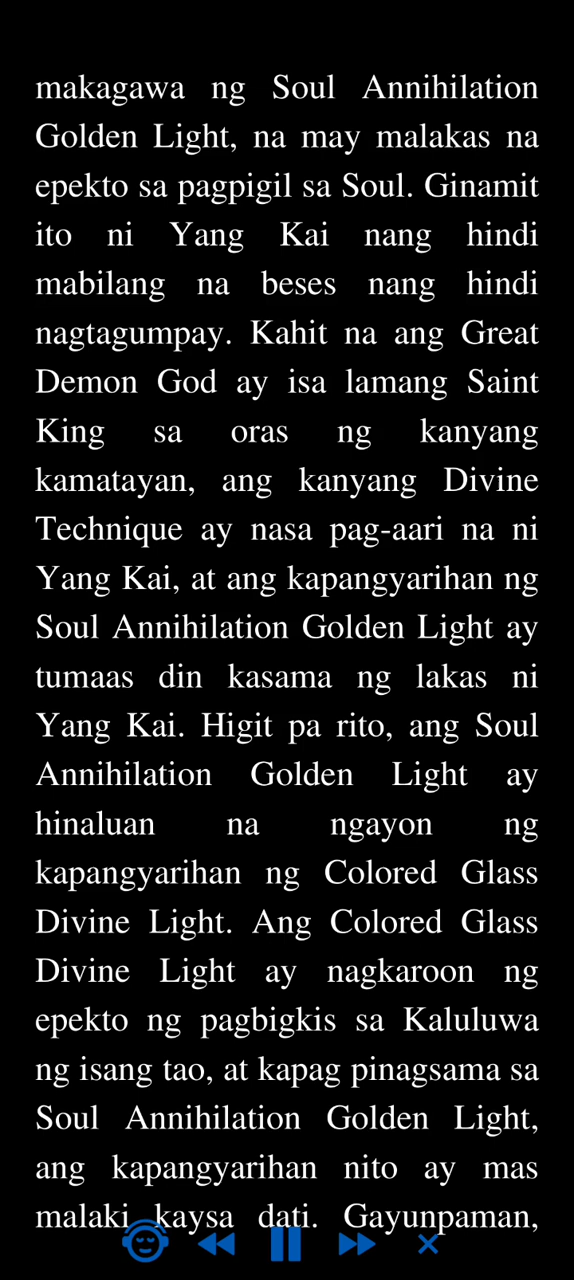 makagawa ng Soul Annihilation
Golden Light, na may malakas na
epekto sa pagpigil sa Soul. Ginamit
ito ni Yang Kai nang hindi
mabilang na beses nang hindi
nagtagumpay. Kahit na ang Great
Demon God ay isa lamang Saint
King sa oras ng kanyang
kamatayan, ang kanyang Divine
Technique ay nasa pag-aari na ni
Yang Kai, at ang kapangyarihan ng
Soul Annihilation Golden Light ay
tumaas din kasama ng lakas ni
Yang Kai. Higit pa rito, ang Soul
Annihilation Golden Light ay
hinaluan na ngayon ng
kapangyarihan ng Colored Glass
Divine Light. Ang Colored Glass
Divine Light ay nagkaroon ng
epekto ng pagbigkis sa Kaluluwa
ng isang tao, at kapag pinagsama sa
Soul Annihilation Golden Light,
ang kapangyarihan nito ay mas
malaki kaysa dati. Gayunpaman,